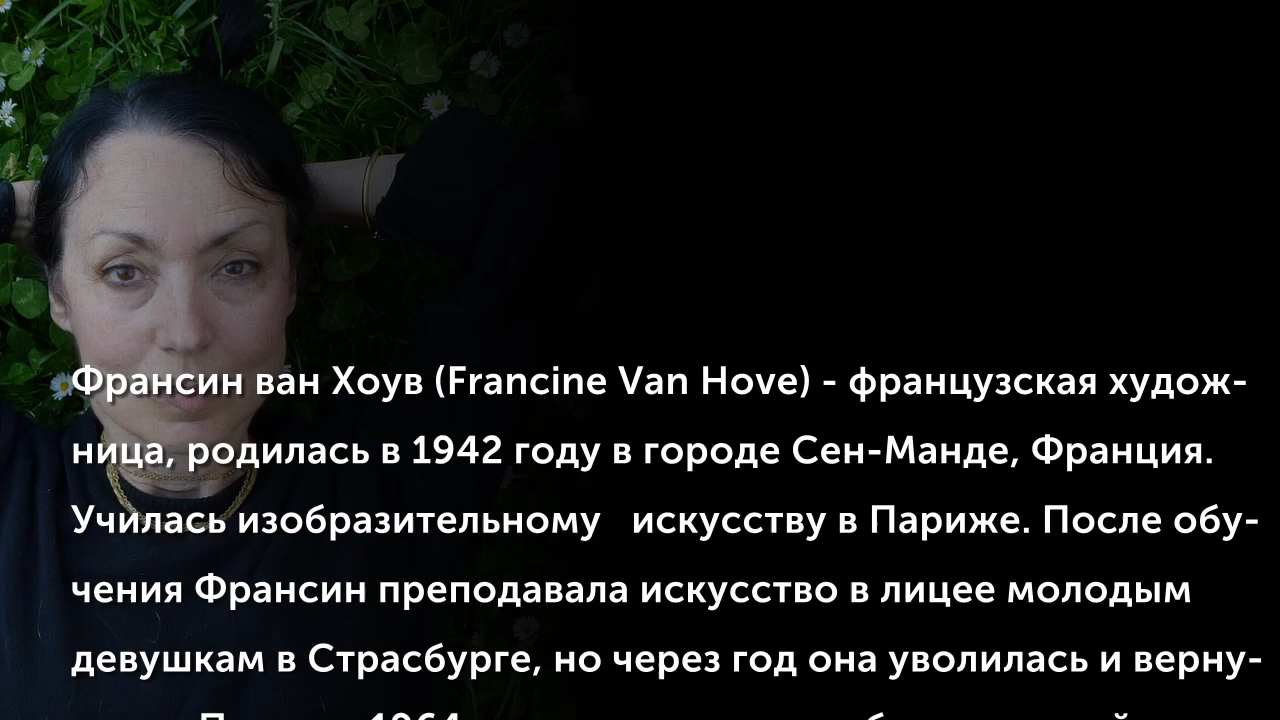 Франсин ван Хоув (Francine Van Hove) - французская худож-
ница, родилась в 1942 году в городе Сен-Манде, Франция.
Училась изобразительному искусству в Париже. После обу-
чения Франсин преподавала искусство в лицее молодым
девушкам в Страсбурге, но через год она уволилась и верну-